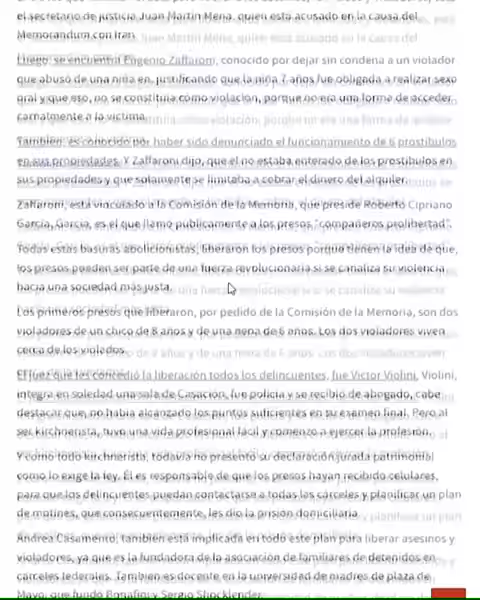 el secretario de justicia, Juan Martin Mena, quien esta acusado en la causa del
Memorandum con Iran.
Luego, se encuentra Eugenio Zaffaroni, conocido por dejar sin condena a un violador
que abusó de una niña en, justificando que la niña 7 años fue obligada a realizar sexo
oral y que eso, no se constituía como violación, porque no era una forma de acceder
carnalmente a la victima.
También, es conocido por haber sido denunciado el funcionamiento de 6 prostíbulos
en sus propiedades. Y Zaffaroni dijo, que el no estaba enterado de los prostíbulos en
sus propiedades y que solamente se limitaba a cobrar el dinero del alquiler.
Zaffaroni, está vinculado a la Comisión de la Memoria, que preside Roberto Cipriano
García, García, es el que llamo publicamente a los presos "compañeros prolibertad".
Todas estas basuras abolicionistas, liberaron los presos porque tienen la idea de que,
los presos pueden ser parte de una fuerza revolucionaria si se canaliza su violencia
hacia una sociedad más justa.
Los primeros presos que liberaron, por pedido de la Comisión de la Memoria, son dos
violadores de un chico de 8 años y de una nena de 6 anos. Los dos violadores viven
cerca de los violados.
El juez que les concedió la liberación todos los delincuentes, fue Victor Violini, Violini,
integra en soledad una sala de Casación, fue policía y se recibió de abogado, cabe
destacar que, no había alcanzado los puntos suficientes en su examen final. Pero al
ser kirchnerista, tuvo una vida profesional fácil y comenzo a ejercer la profesión.
Y como todo kirchnerista, todavía no presentó su declaración jurada patrimonial
como lo exige la ley. Él es responsable de que los presos hayan recibido celulares,
para que los delincuentes puedan contactarse a todas las carceles y planificar un plan
de motines, que consecuentemente, les dio la prisión domiciliaria.
Andrea Casamento, también está implicada en todo este plan para liberar asesinos y
violadores, ya que es la fundadora de la asociación de familiares de detenidos en
carceles federales. Tambien es docente en la universidad de madres de plaza de
Mayo, que fundó Bonafini y Sergio Shocklender.